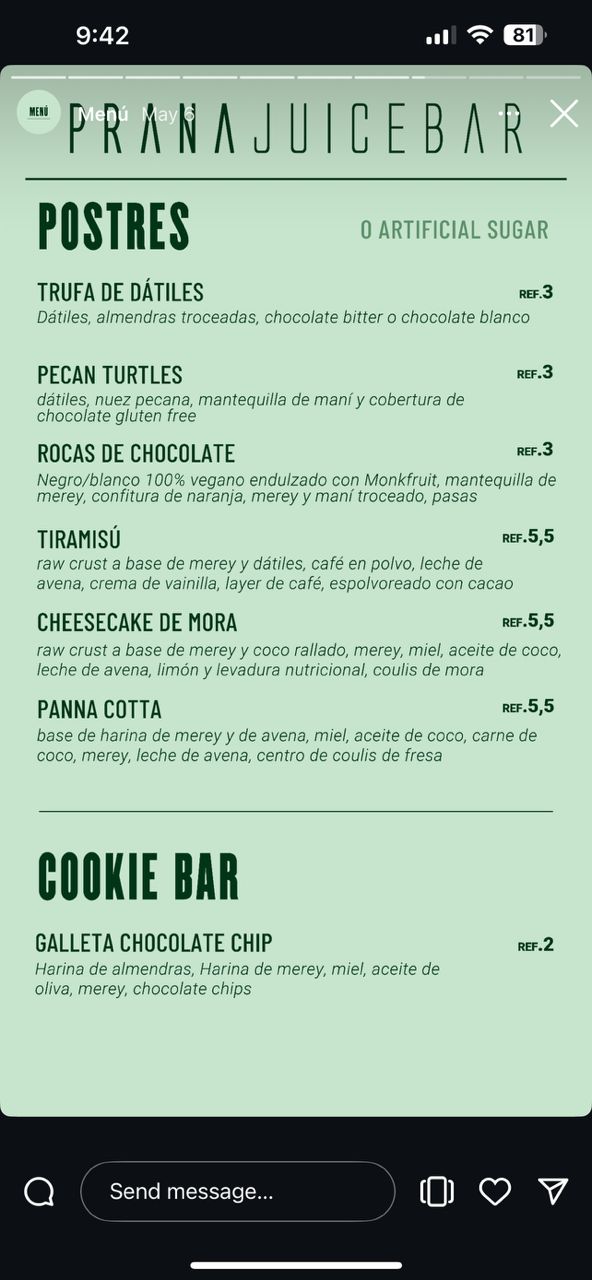 9:42
81
MENÚ
Menú May 6
PRANAJUICEBAR
POSTRES
0 ARTIFICIAL SUGAR
TRUFA DE DÁTILES REF.3
Dátiles, almendras troceadas, chocolate bitter o chocolate blanco
PECAN TURTLES REF.3
dátiles, nuez pecana, mantequilla de maní y cobertura de
chocolate gluten free
ROCAS DE CHOCOLATE REF.3
Negro/blanco 100% vegano endulzado con Monkfruit, mantequilla de
merey, confitura de naranja, merey y maní troceado, pasas
TIRAMISÚ REF.5,5
raw crust a base de merey y dátiles, café en polvo, leche de
avena, crema de vainilla, layer de café, espolvoreado con cacao
CHEESECAKE DE MORA REF.5,5
raw crust a base de merey y coco rallado, merey, miel, aceite de coco,
leche de avena, limón y levadura nutricional, coulis de mora
PANNA COTTA REF.5,5
base de harina de merey y de avena, miel, aceite de coco, carne de
coco, merey, leche de avena, centro de coulis de fresa
COOKIE BAR
GALLETA CHOCOLATE CHIP REF.2
Harina de almendras, Harina de merey, miel, aceite de
oliva, merey, chocolate chips
Send message...